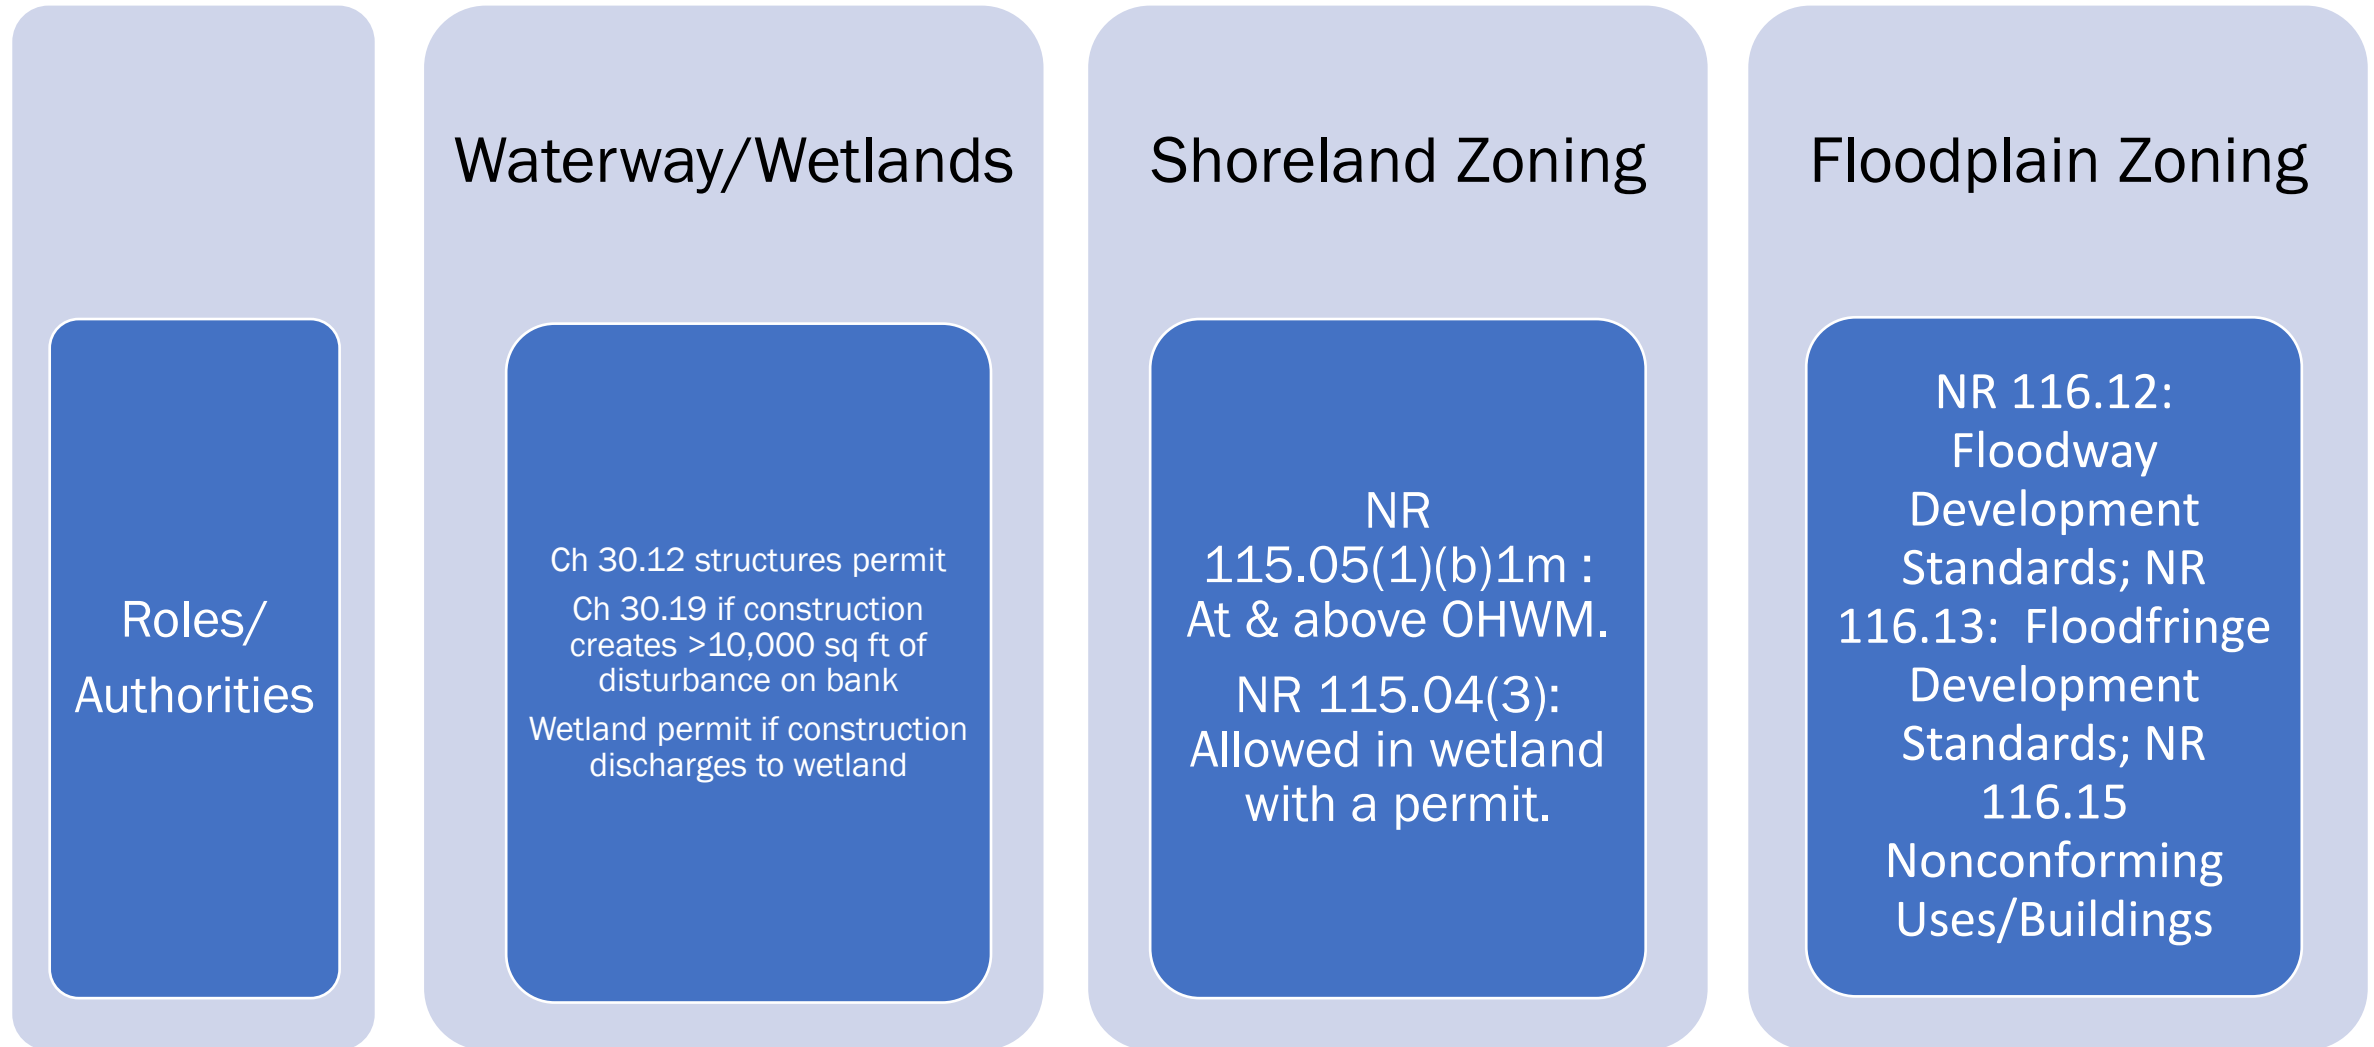 Roles/
Authorities
Waterway/Wetlands
Ch 30.12 structures permit
Ch 30.19 if construction
creates >10,000 sq ft of
disturbance on bank
Wetland permit if construction
discharges to wetland
Shoreland Zoning
NR
115.05(1)(b)1m :
At & above OHWM.
NR 115.04(3):
Allowed in wetland
with a permit.
Floodplain Zoning
NR 116.12:
Floodway
Development
Standards; NR
116.13:  Floodfringe
Development
Standards; NR
116.15
Nonconforming
Uses/Buildings